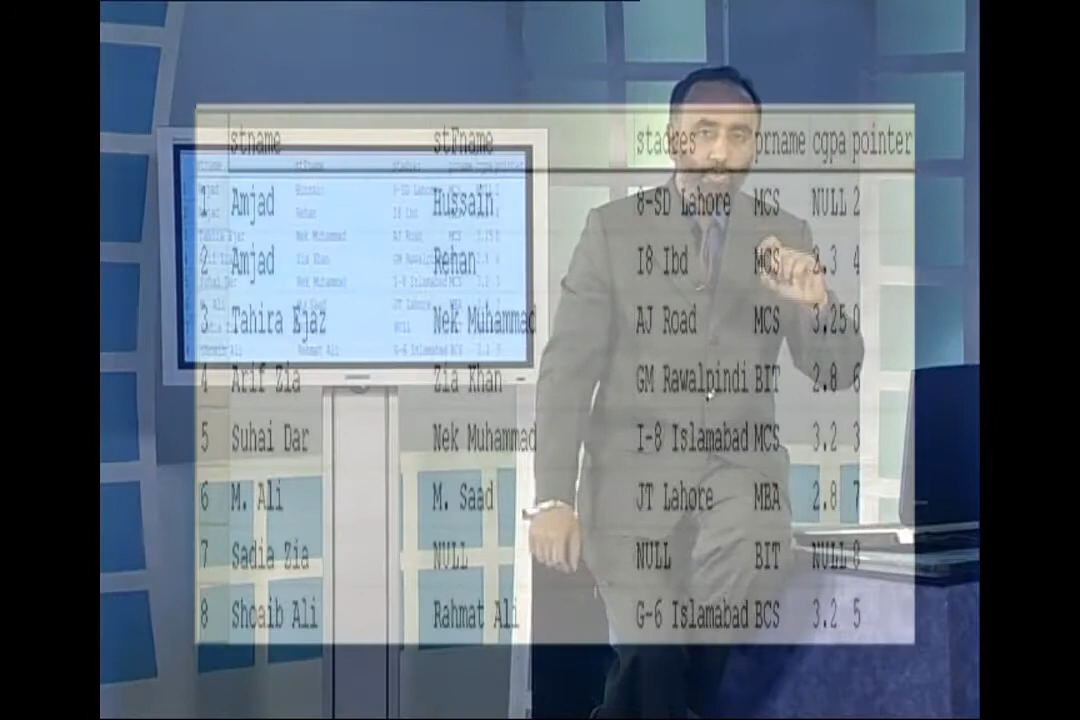 stname stFname stadres prname cgpa pointer
1 Amjad Hussain 8-SD Lahore MCS NULL 2
2 Amjad Rehan I8 Ibd MCS 2.3 4
3 Tahira Ejaz Nek Muhammad AJ Road MCS 3.25 0
4 Arif Zia Zia Khan GM Rawalpindi BIT 2.8 6
5 Suhai Dar Nek Muhammad I-8 Islamabad MCS 3.2 3
6 M. Ali M. Saad JT Lahore MBA 2.8 7
7 Sadia Zia NULL NULL BIT NULL 8
8 Shoaib Ali Rahmat Ali G-6 Islamabad BCS 3.2 5